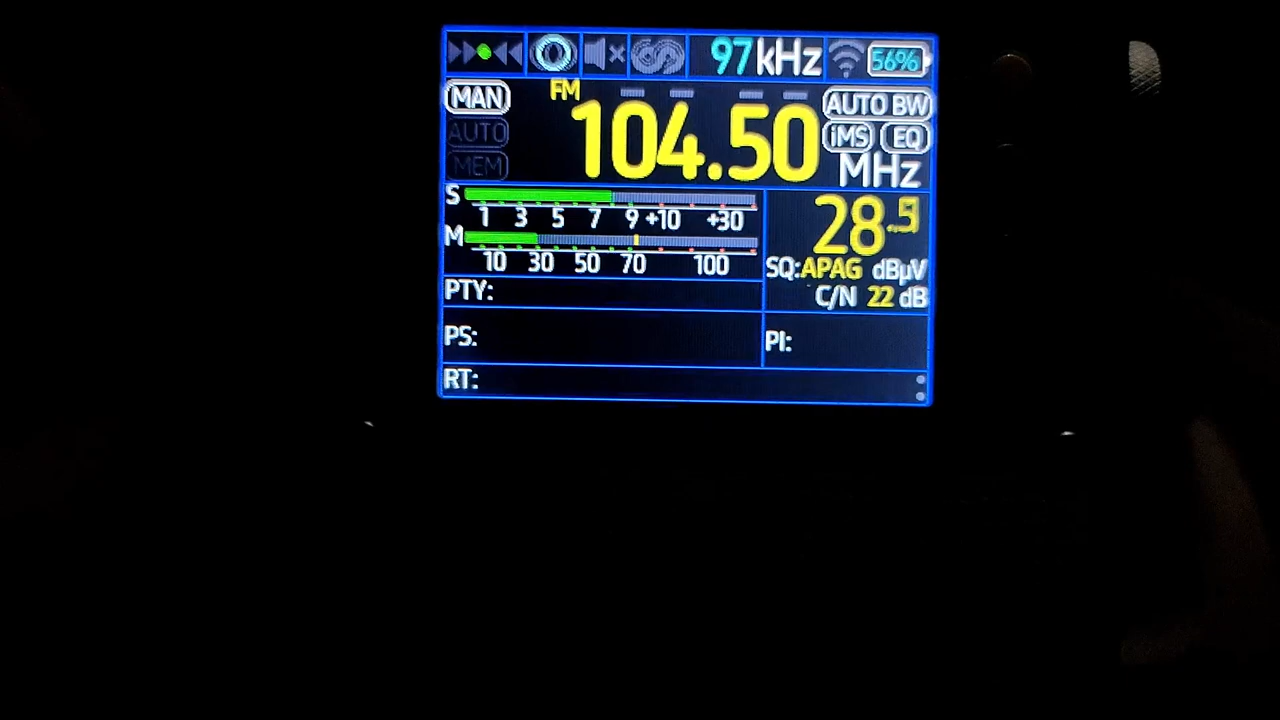 97 kHz 56%
MAN FM AUTO BW
AUTO 104.50 iMS EQ
MEM MHz
S 1 3 5 7 9 +10 +30
M 10 30 50 70 100
28.5
SQ:APAG dBµV
C/N 22 dB
PTY:
PS: PI:
RT: